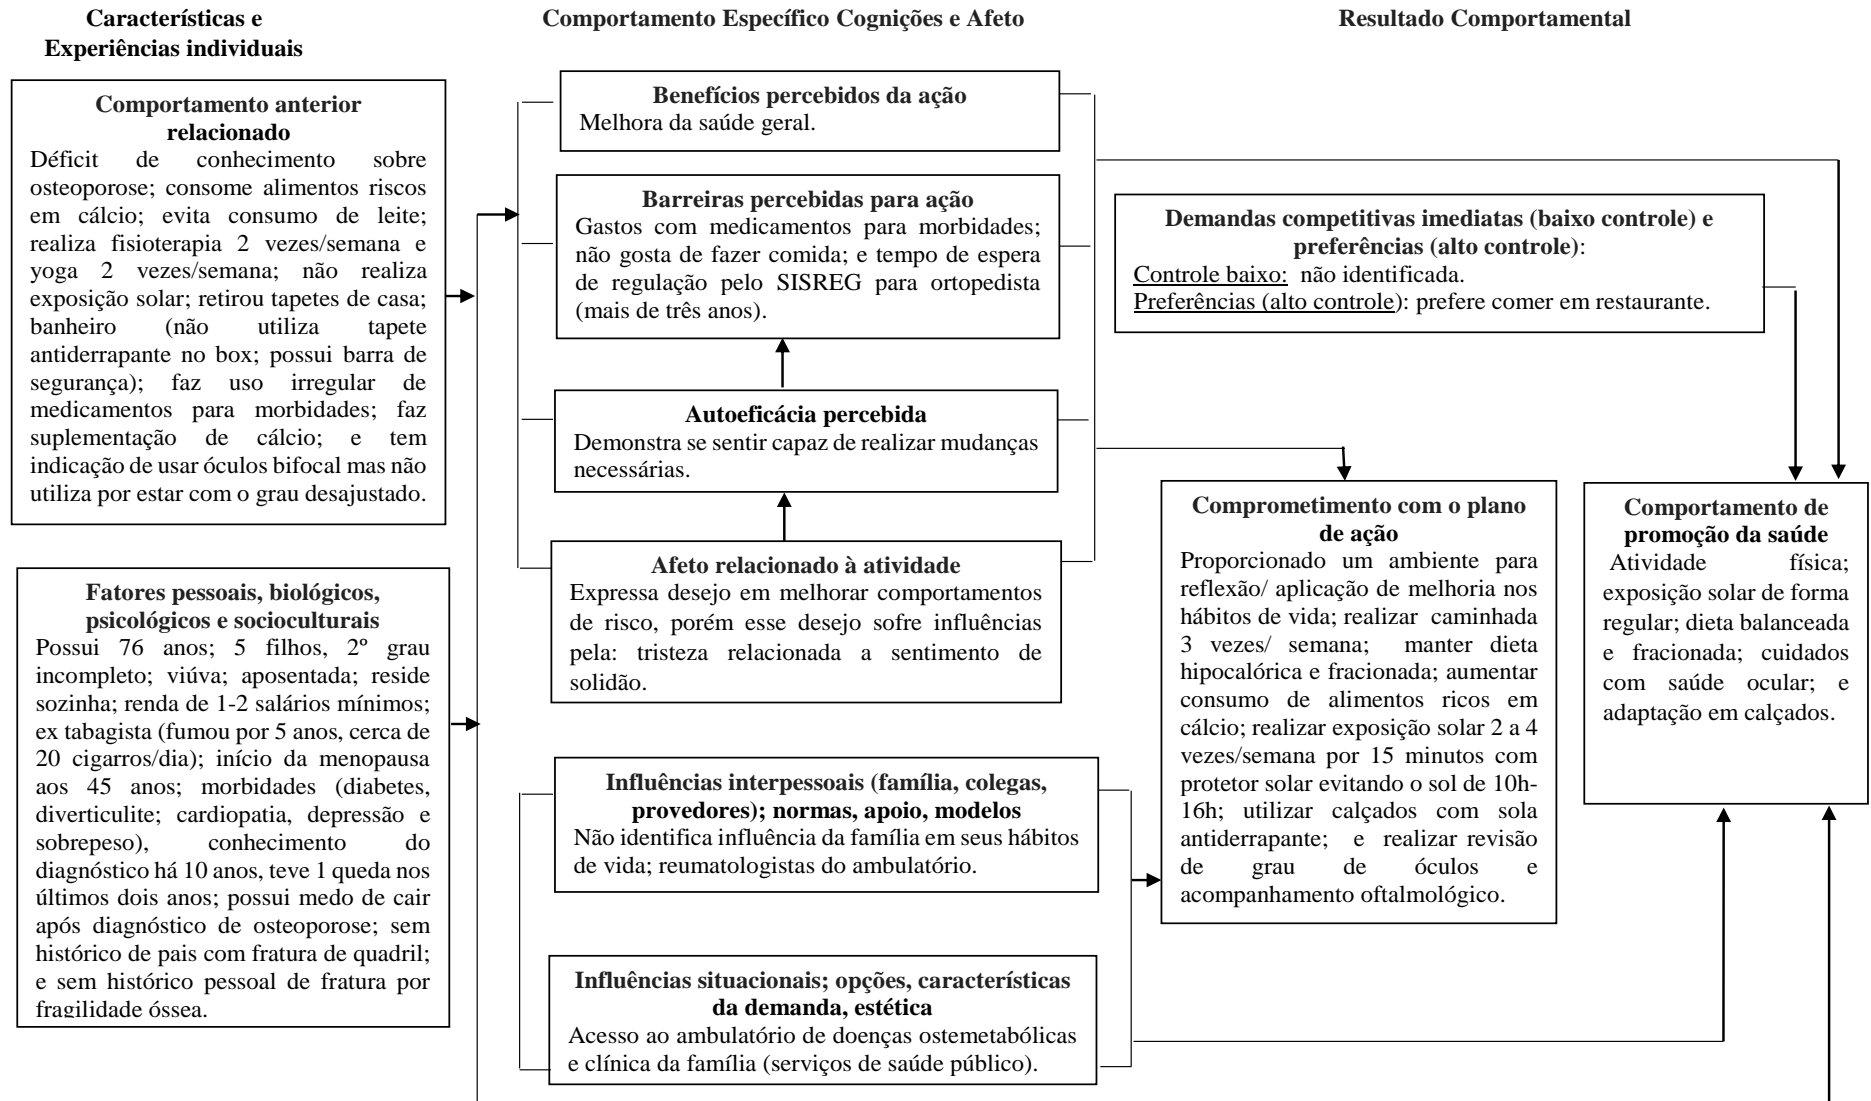 Características e
Experiências individuais
Comportamento Específico Cognições e Afeto
Resultado Comportamental
Comportamento anterior
relacionado
Déficit de conhecimento sobre
osteoporose; consome alimentos riscos
em cálcio; evita consumo de leite;
realiza fisioterapia 2 vezes/semana e
yoga 2 vezes/semana; não realiza
exposição solar; retirou tapetes de casa;
banheiro (não utiliza tapete
antiderrapante no box; possui barra de
segurança); faz uso irregular de
medicamentos para morbidades; faz
suplementação de cálcio; e tem
indicação de usar óculos bifocal mas não
utiliza por estar com o grau desajustado.
Fatores pessoais, biológicos,
psicológicos e socioculturais
Possui 76 anos; 5 filhos, 2º grau
incompleto; viúva; aposentada; reside
sozinha; renda de 1-2 salários mínimos;
ex tabagista (fumou por 5 anos, cerca de
20 cigarros/dia); início da menopausa
aos 45 anos; morbidades (diabetes,
diverticulite; cardiopatia, depressão e
sobrepeso), conhecimento do
diagnóstico há 10 anos, teve 1 queda nos
últimos dois anos; possui medo de cair
após diagnóstico de osteoporose; sem
histórico de pais com fratura de quadril;
e sem histórico pessoal de fratura por
fragilidade óssea.
Benefícios percebidos da ação
Melhora da saúde geral.
Barreiras percebidas para ação
Gastos com medicamentos para morbidades;
não gosta de fazer comida; e tempo de espera
de regulação pelo SISREG para ortopedista
(mais de três anos).
Autoeficácia percebida
Demonstra se sentir capaz de realizar mudanças
necessárias.
Afeto relacionado à atividade
Expressa desejo em melhorar comportamentos
de risco, porém esse desejo sofre influências
pela: tristeza relacionada a sentimento de
solidão.
Influências interpessoais (família, colegas,
provedores); normas, apoio, modelos
Não identifica influência da família em seus hábitos
de vida; reumatologistas do ambulatório.
Influências situacionais; opções, características
da demanda, estética
Acesso ao ambulatório de doenças ostemetabólicas
e clínica da família (serviços de saúde público).
Demandas competitivas imediatas (baixo controle) e
preferências (alto controle):
Controle baixo: não identificada.
Preferências (alto controle): prefere comer em restaurante.
Comprometimento com o plano
de ação
Proporcionado um ambiente para
reflexão/ aplicação de melhoria nos
hábitos de vida; realizar caminhada
3 vezes/ semana; manter dieta
hipocalórica e fracionada; aumentar
consumo de alimentos ricos em
cálcio; realizar exposição solar 2 a 4
vezes/semana por 15 minutos com
protetor solar evitando o sol de 10h-
16h; utilizar calçados com sola
antiderrapante; e realizar revisão
de grau de óculos e
acompanhamento oftalmológico.
Comportamento de
promoção da saúde
Atividade física;
exposição solar de forma
regular; dieta balanceada
e fracionada; cuidados
com saúde ocular; e
adaptação em calçados.